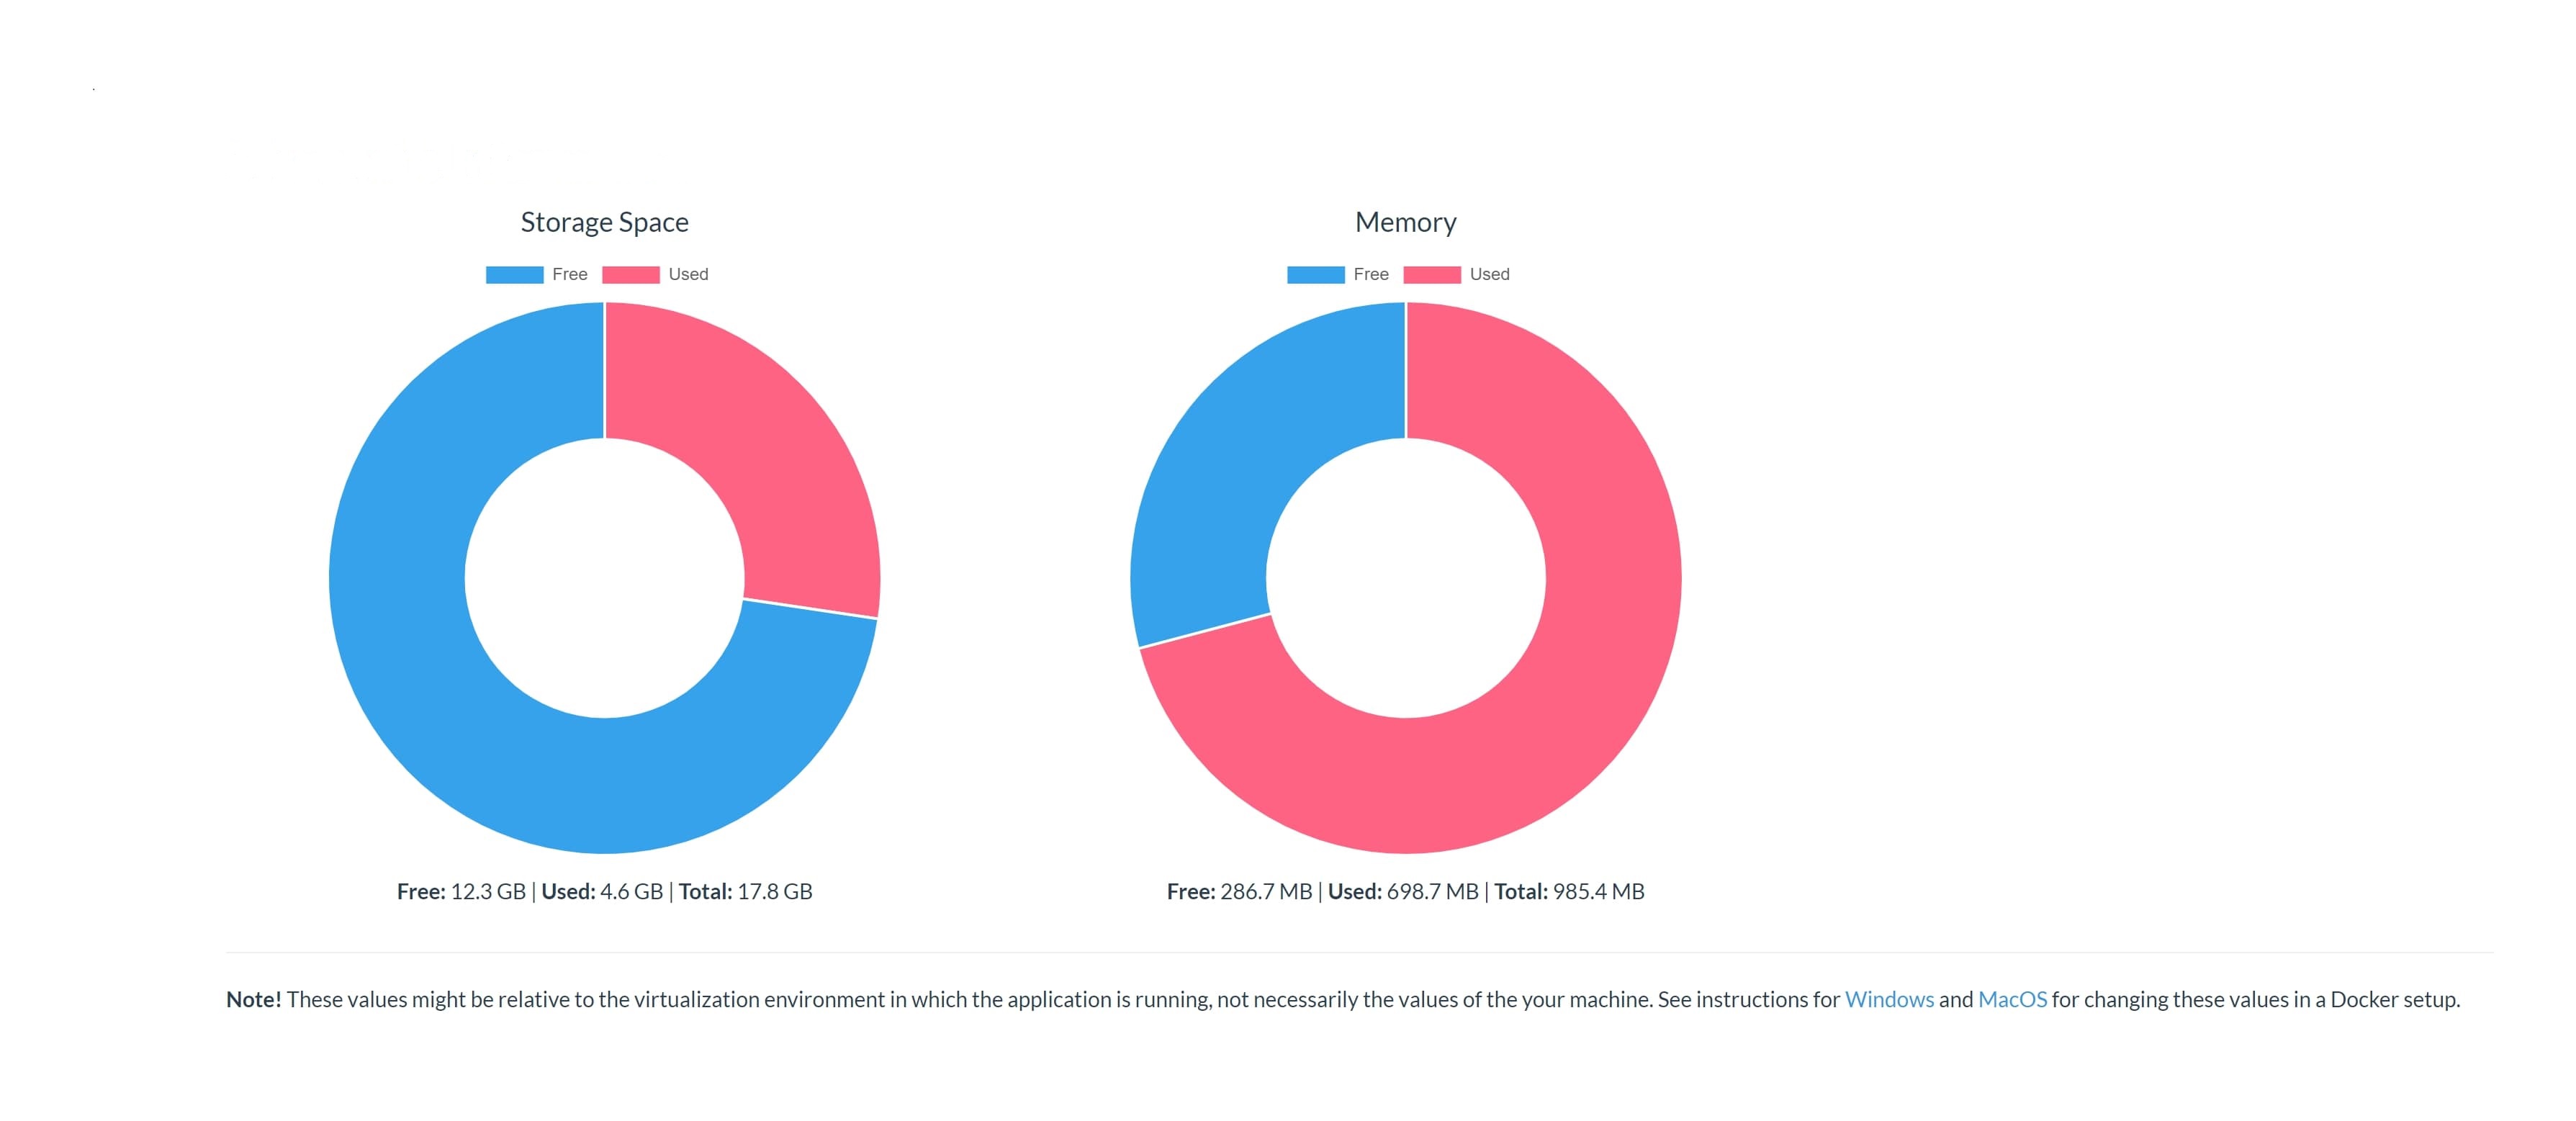 Storage Space
Free Used
Free: 12.3 GB | Used: 4.6 GB | Total: 17.8 GB
Memory
Free Used
Free: 286.7 MB | Used: 698.7 MB | Total: 985.4 MB
Note! These values might be relative to the virtualization environment in which the application is running, not necessarily the values of the your machine. See instructions for Windows and MacOS for changing these values in a Docker setup.